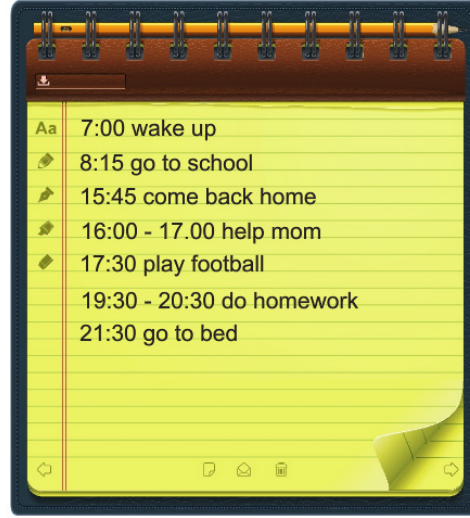 Aa
7:00 wake up
8:15 go to school
15:45 come back home
16:00 - 17.00 help mom
17:30 play football
19:30 - 20:30 do homework
21:30 go to bed